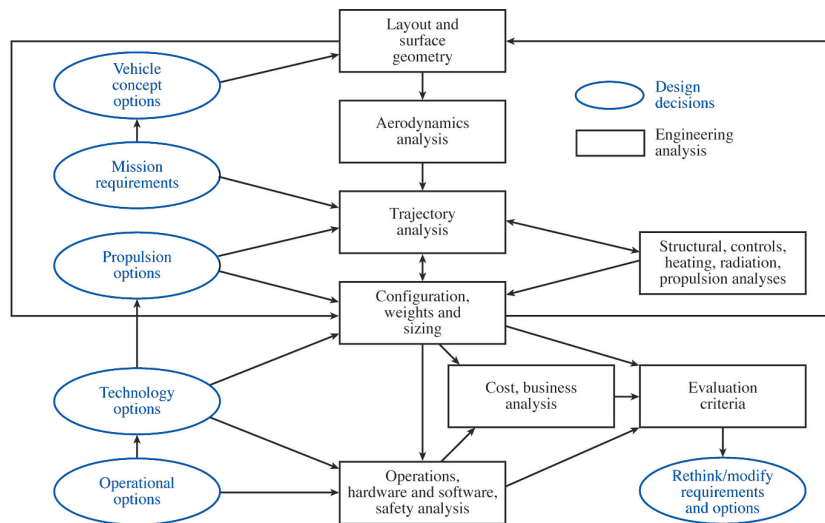 Layout and
surface
geometry
Vehicle
concept
options
Design
decisions
Aerodynamics
analysis
Engineering
analysis
Mission
requirements
Trajectory
analysis
Propulsion
options
Structural, controls,
heating, radiation,
propulsion analyses
Configuration,
weights and
sizing
Technology
options
Cost, business
analysis
Evaluation
criteria
Operational
options
Operations,
hardware and software,
safety analysis
Rethink/modify
requirements
and options